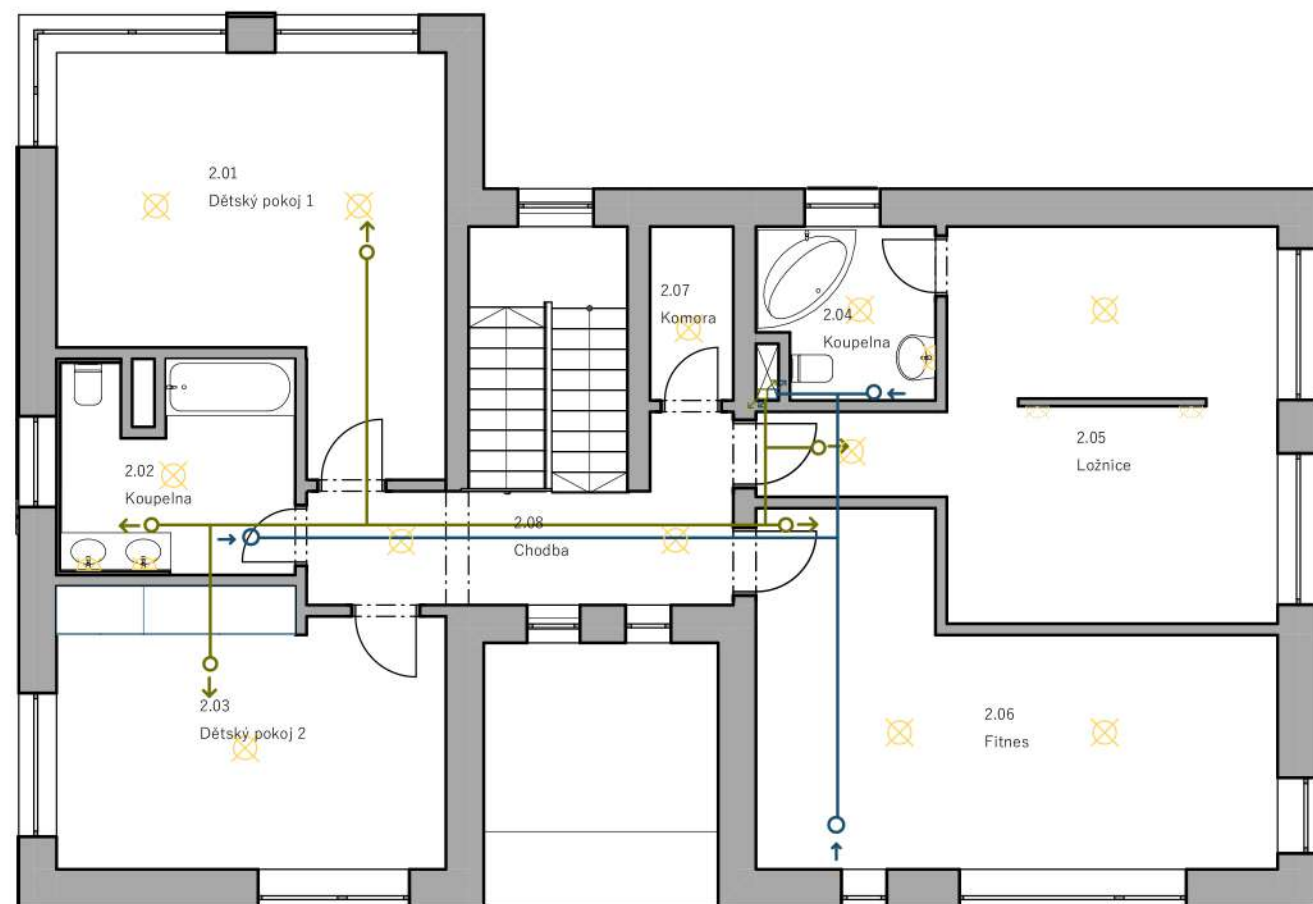 2.01
Dětský pokoj 1
2.07
Komora
2.04
Koupelna
2.05
Ložnice
2.02
Koupelna
2.08
Chodba
2.03
Dětský pokoj 2
2.06
Fitnes